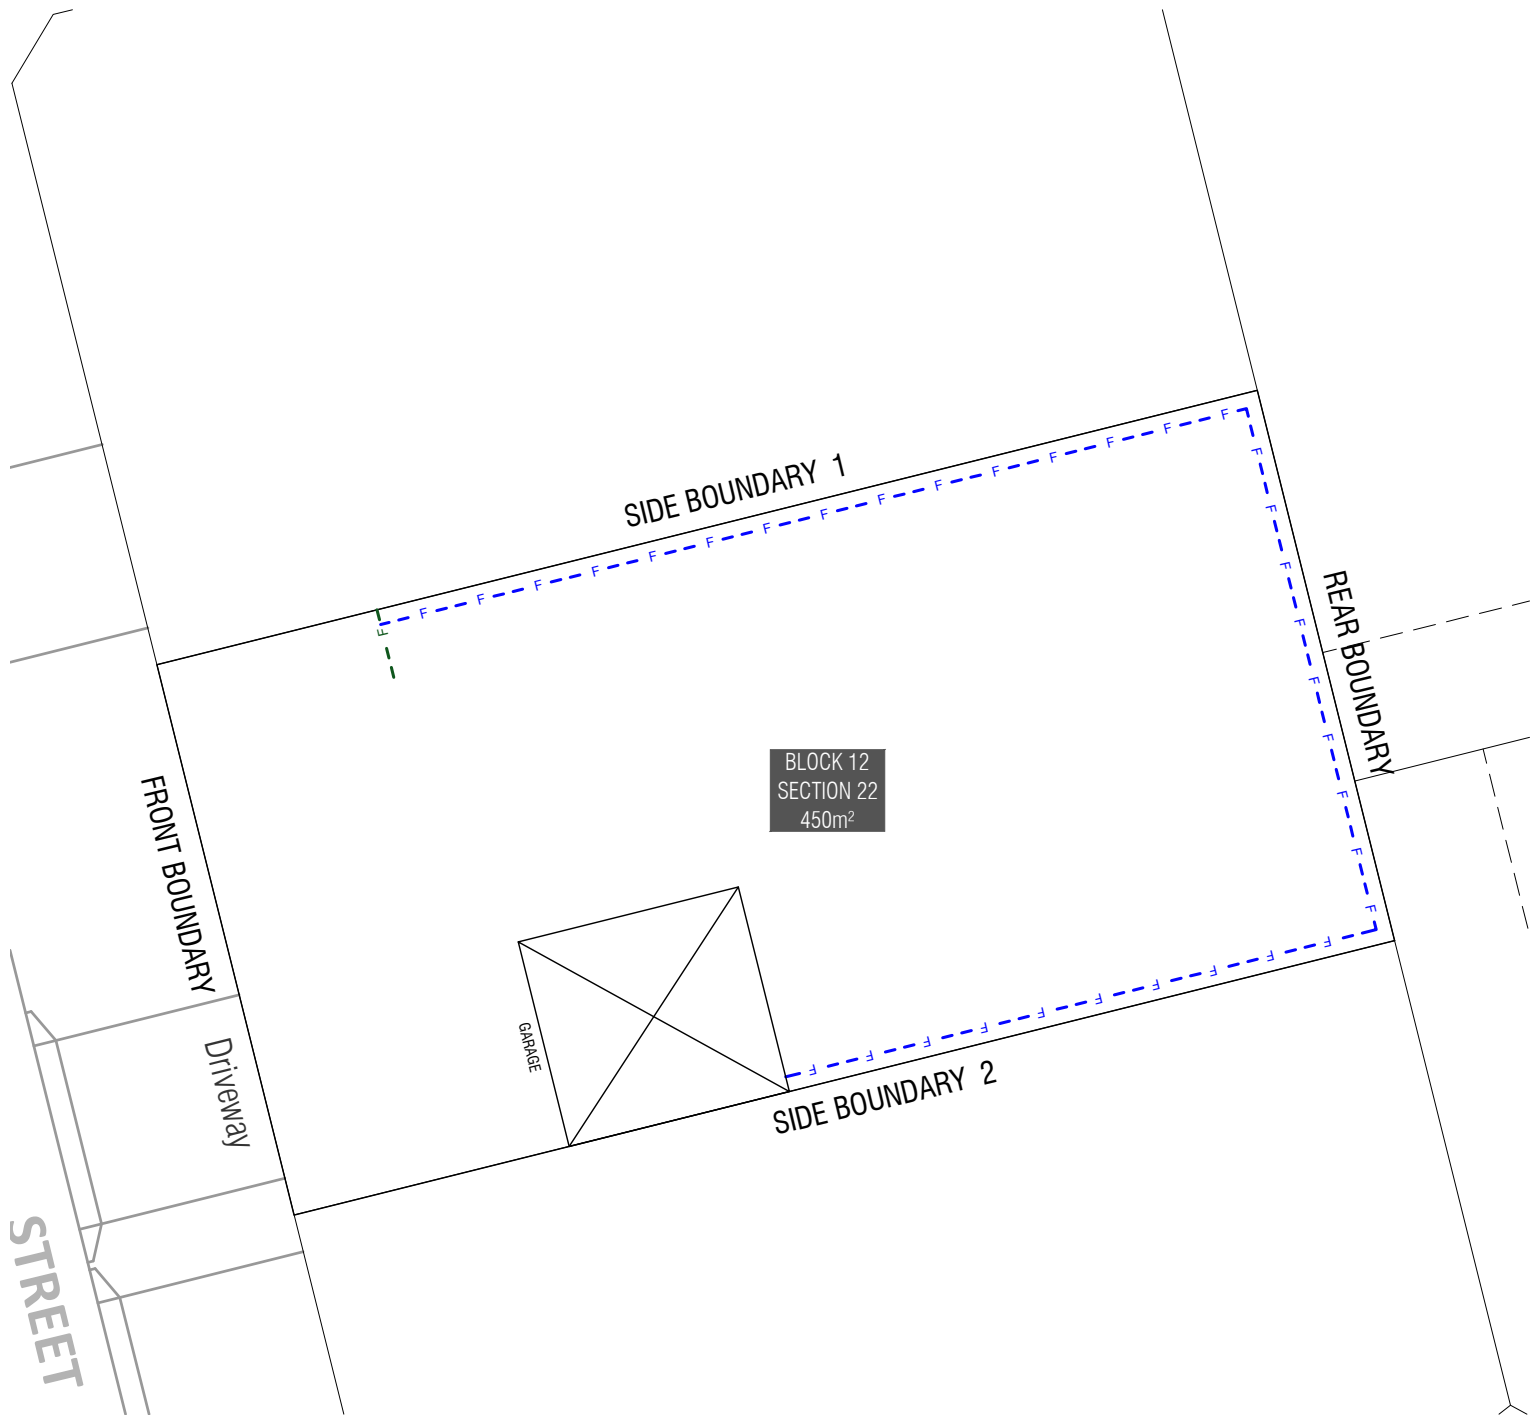 SIDE BOUNDARY 1
REAR BOUNDARY
BLOCK 12
SECTION 22
450m²
FRONT BOUNDARY
GARAGE
Driveway
SIDE BOUNDARY 2
STREET
F F F F F F F F F F F F F F F
F F F F F F F F F
F F F F F F F F F F
F